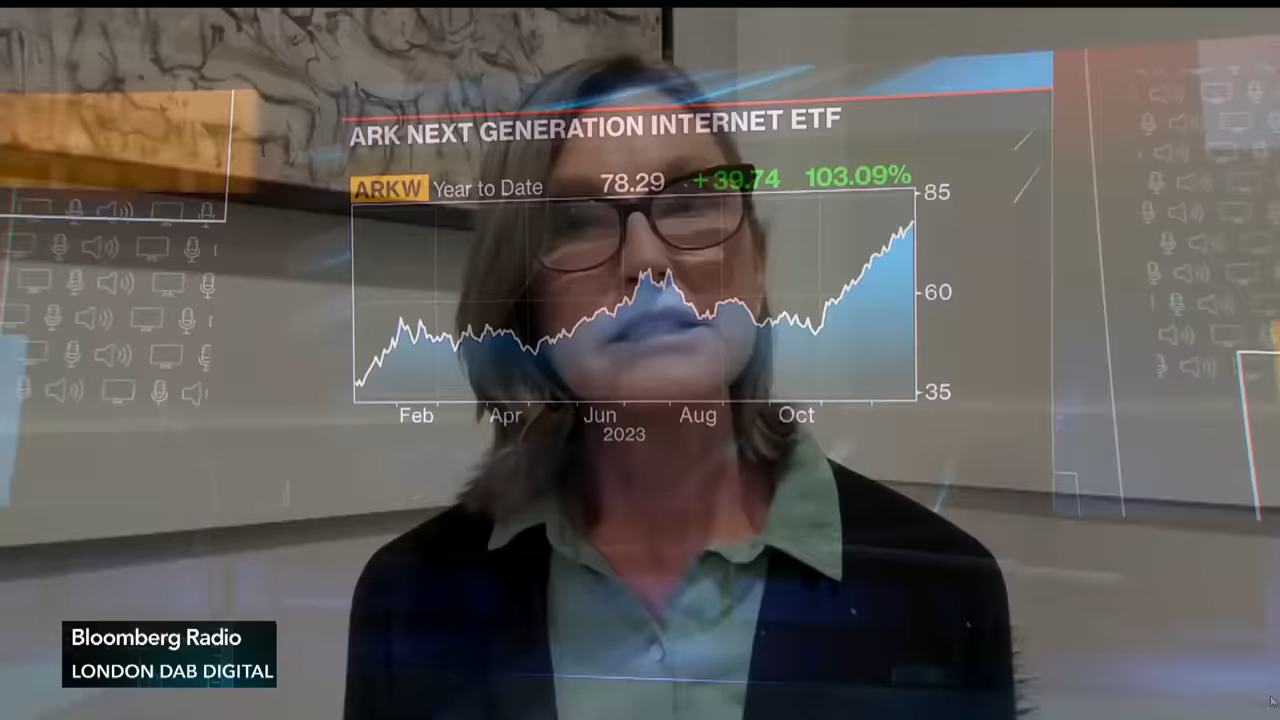 ARK NEXT GENERATION INTERNET ETF
ARKW Year to Date 78.29 +39.74 103.09%
85
60
35
Feb Apr Jun Aug Oct
2023
Bloomberg Radio
LONDON DAB DIGITAL